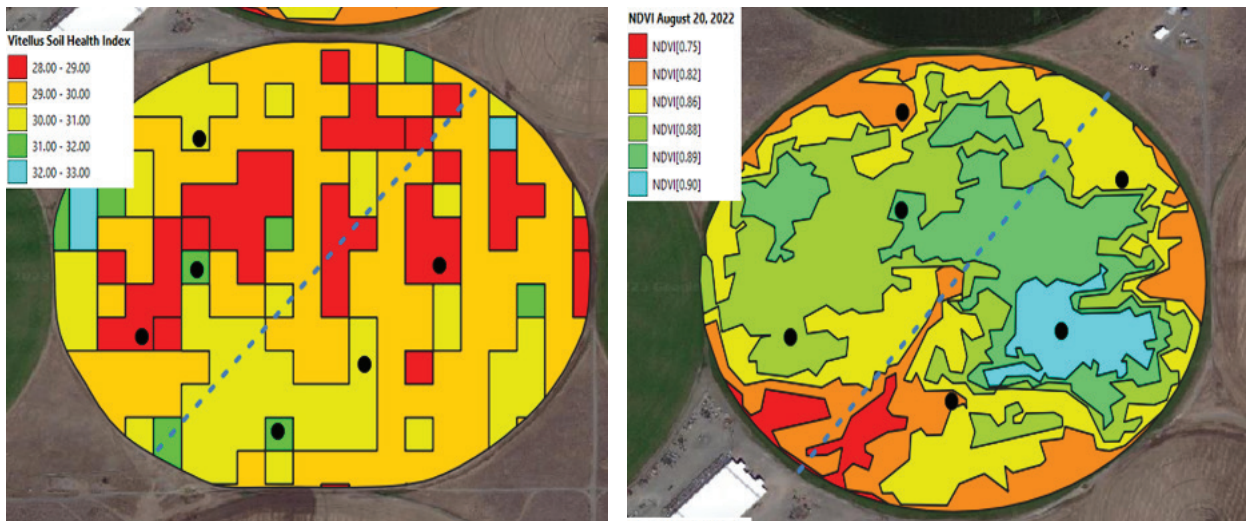 Vitellus Soil Health Index
28.00 - 29.00
29.00 - 30.00
30.00 - 31.00
31.00 - 32.00
32.00 - 33.00
NDVI August 20, 2022
NDVI[0.75]
NDVI[0.82]
NDVI[0.86]
NDVI[0.88]
NDVI[0.89]
NDVI[0.90]